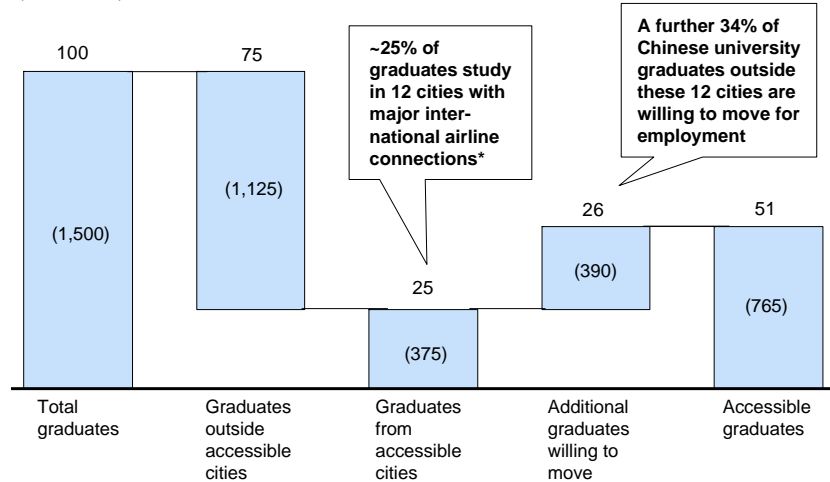 100
75
~25% of
graduates study
in 12 cities with
major inter-
national airline
connections*
A further 34% of
Chinese university
graduates outside
these 12 cities are
willing to move for
employment
(1,500)
(1,125)
25
(375)
26
(390)
51
(765)
Total
graduates
Graduates
outside
accessible
cities
Graduates
from
accessible
cities
Additional
graduates
willing to
move
Accessible
graduates